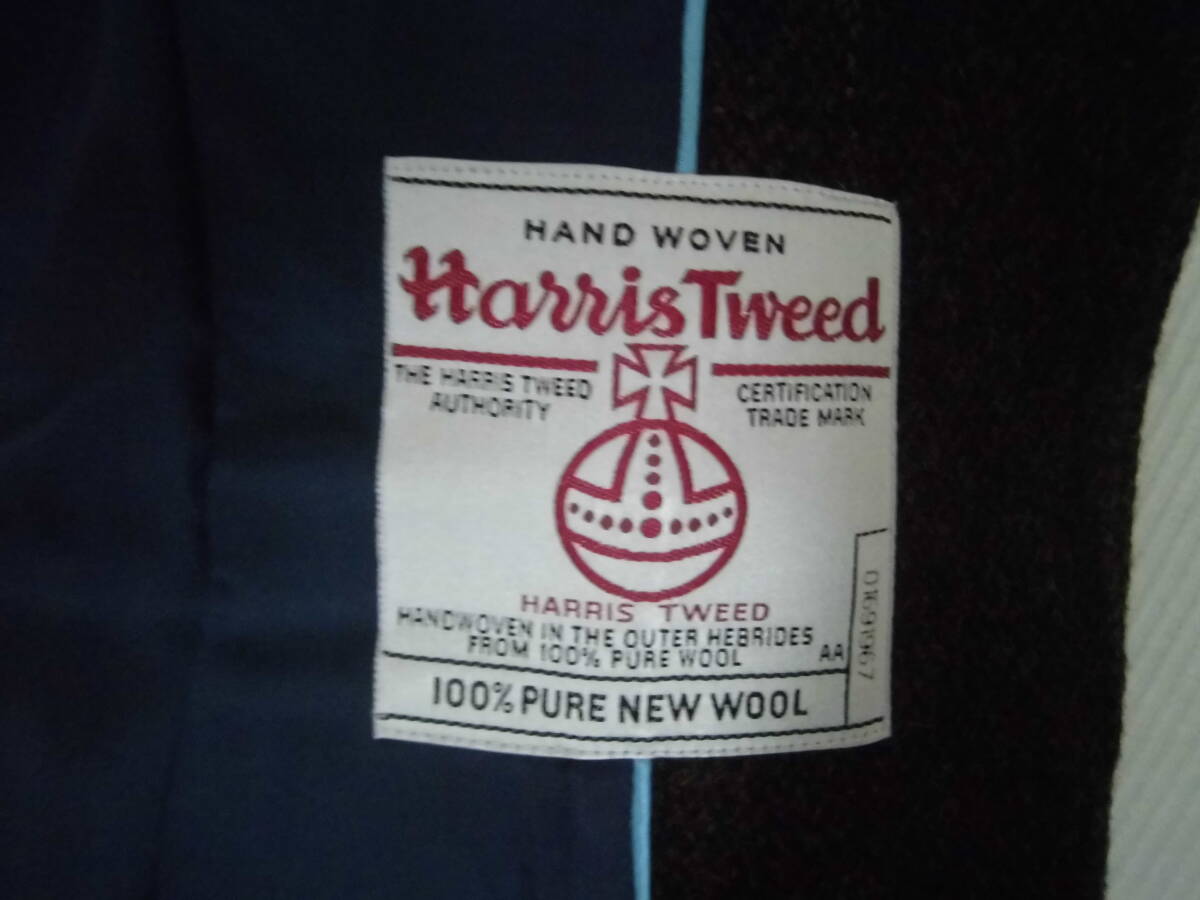 HAND WOVEN
Harris Tweed
THE HARRIS TWEED
AUTHORITY
CERTIFICATION
TRADE MARK
HARRIS TWEED
HANDWOVEN IN THE OUTER HEBRIDES
FROM 100% PURE WOOL
AA
100% PURE NEW WOOL